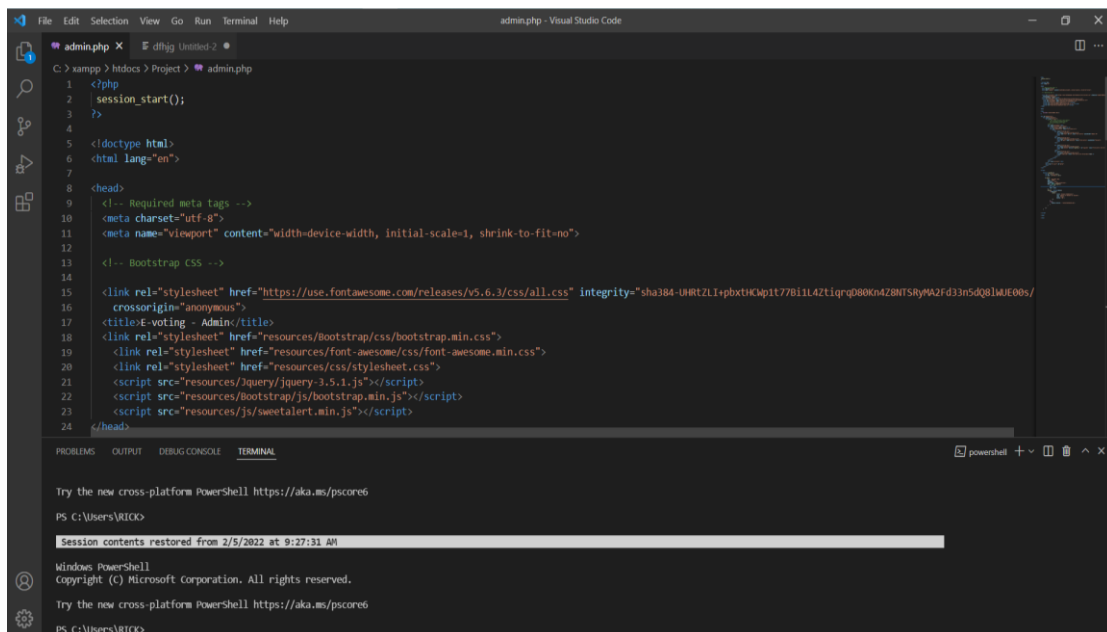 File Edit Selection View Go Run Terminal Help admin.php - Visual Studio Code
admin.php dfhjg Untitled-2
C: > xampp > htdocs > Project > admin.php
1 <?php
2 session_start();
3 ?>
4
5 <!doctype html>
6 <html lang="en">
7
8 <head>
9 <!-- Required meta tags -->
10 <meta charset="utf-8">
11 <meta name="viewport" content="width=device-width, initial-scale=1, shrink-to-fit=no">
12
13 <!-- Bootstrap CSS -->
14
15 <link rel="stylesheet" href="https://use.fontawesome.com/releases/v5.6.3/css/all.css" integrity="sha384-UHRtZLI+pbxtHCWp1t77Bi1L4ZtiqrqD80Kn4Z8NTSRyMA2Fd33n5dQ8lWUE00s/
16 crossorigin="anonymous">
17 <title>E-voting - Admin</title>
18 <link rel="stylesheet" href="resources/Bootstrap/css/bootstrap.min.css">
19 <link rel="stylesheet" href="resources/font-awesome/css/font-awesome.min.css">
20 <link rel="stylesheet" href="resources/css/stylesheet.css">
21 <script src="resources/Jquery/jquery-3.5.1.js"></script>
22 <script src="resources/Bootstrap/js/bootstrap.min.js"></script>
23 <script src="resources/js/sweetalert.min.js"></script>
24 </head>
PROBLEMS OUTPUT DEBUG CONSOLE TERMINAL powershell
Try the new cross-platform PowerShell https://aka.ms/pscore6
PS C:\Users\RICK>
Session contents restored from 2/5/2022 at 9:27:31 AM
Windows PowerShell
Copyright (C) Microsoft Corporation. All rights reserved.
Try the new cross-platform PowerShell https://aka.ms/pscore6
PS C:\Users\RICK>